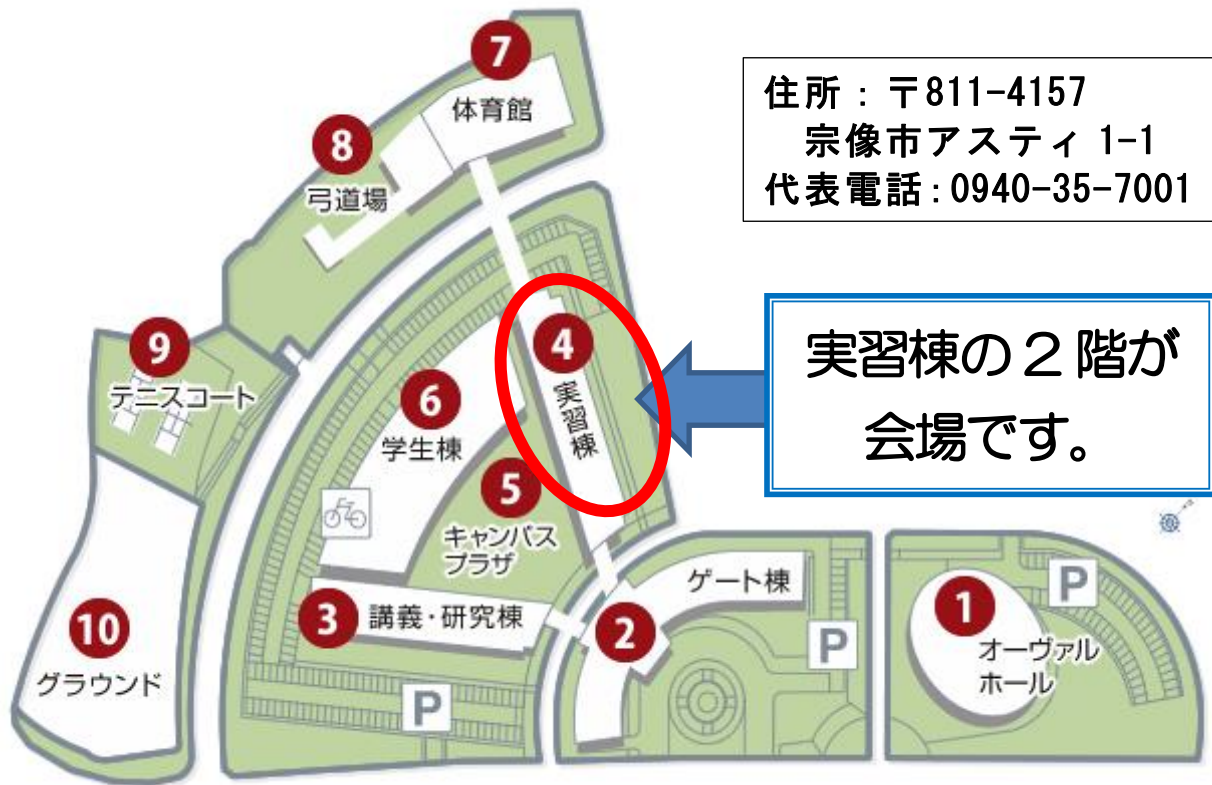 7
体育館
8
弓道場
住所：〒811-4157
宗像市アスティ 1-1
代表電話：0940-35-7001
実習棟の２階が
会場です。
4
実習棟
9
テニスコート
6
学生棟
5
キャンパス
プラザ
ゲート棟
3
講義・研究棟
2
P
1
P
オーヴァル
ホール
10
グラウンド
P